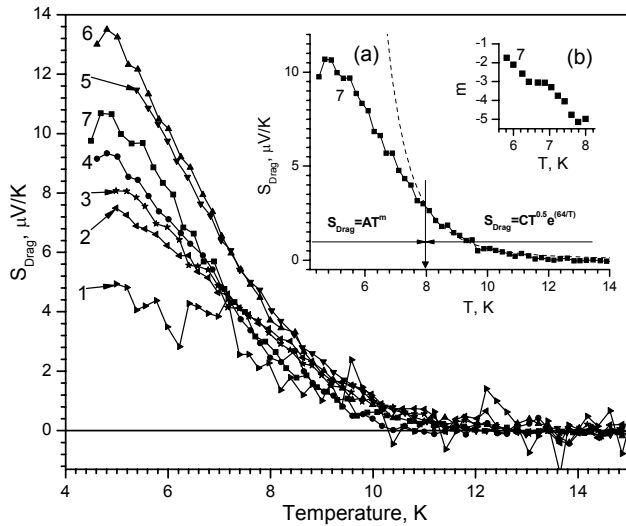 14
12
10
8
6
4
2
0
S_Drag, μV/K
4 6 8 10 12 14
Temperature, K
6
5
7
4
3
2
1
(a)
10
5
0
S_Drag, μV/K
7
S_Drag=AT^m
S_Drag=CT^0.5e^(64/T)
6 8 10 12 14
T, K
(b)
7
-1
-2
-3
-4
-5
m
6 7 8
T, K